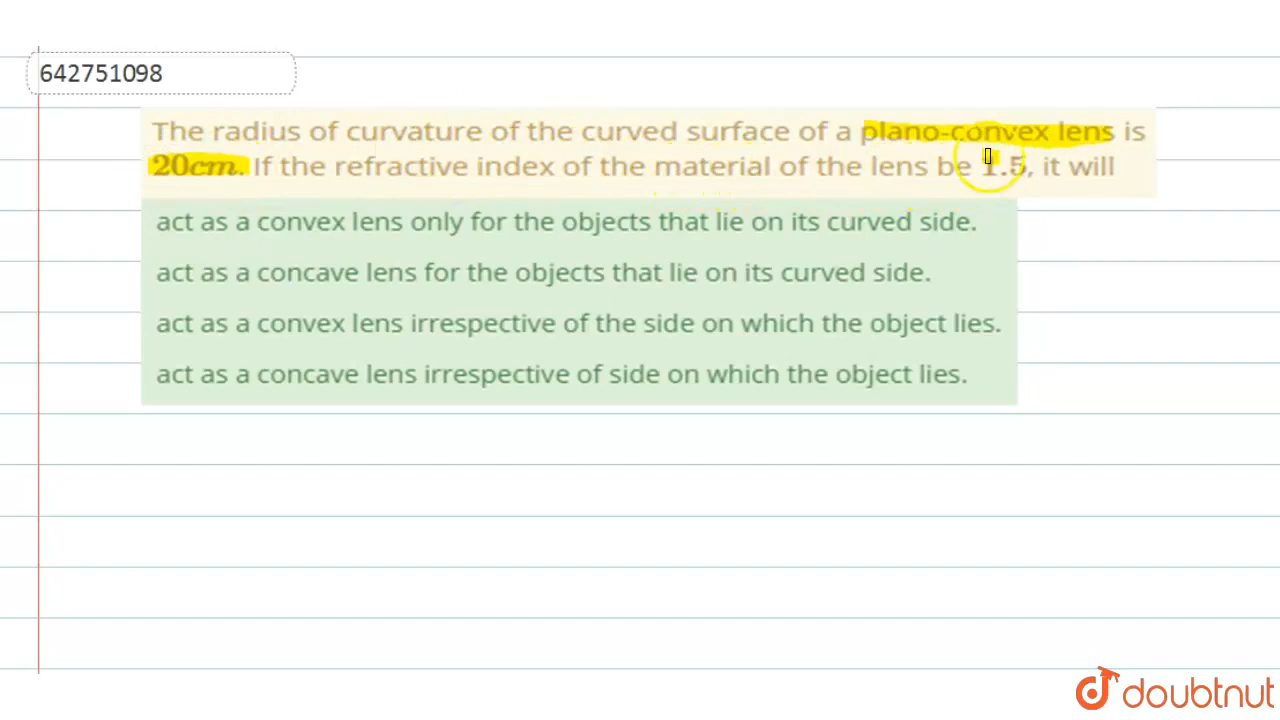 642751098
The radius of curvature of the curved surface of a plano-convex lens is
20cm. If the refractive index of the material of the lens be 1.5, it will
act as a convex lens only for the objects that lie on its curved side.
act as a concave lens for the objects that lie on its curved side.
act as a convex lens irrespective of the side on which the object lies.
act as a concave lens irrespective of side on which the object lies.
doubtnut